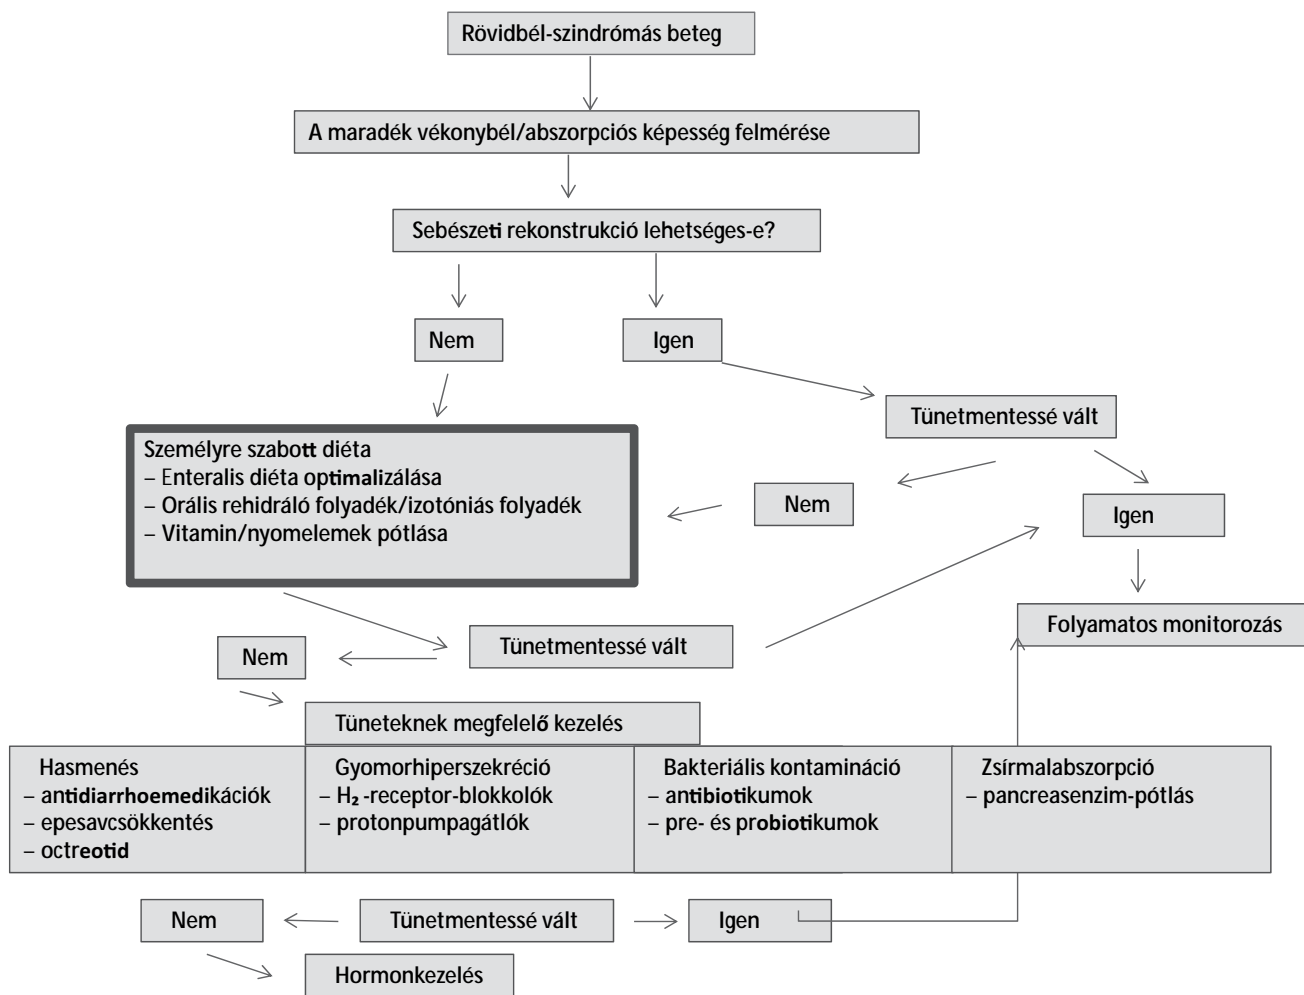 Rövidbél-szindrómás beteg
A maradék vékonybél/abszorpciós képesség felmérése
Sebészeti rekonstrukció lehetséges-e?
Nem
Igen
Tünetmentessé vált
Személyre szabott diéta
– Enteralis diéta optimalizálása
– Orális rehidráló folyadék/izotóniás folyadék
– Vitamin/nyomelemek pótlása
Nem
Igen
Folyamatos monitorozás
Tünetmentessé vált
Nem
Tüneteknek megfelelő kezelés
Hasmenés
– antidiarrhoemedikációk
– epesavcsökkentés
– octreotid
Gyomorhiperszekréció
– H₂ -receptor-blokkolók
– protonpumpagátlók
Bakteriális kontamináció
– antibiotikumok
– pre- és probiotikumok
Zsírmalabszorpció
– pancreasenzim-pótlás
Nem
Tünetmentessé vált
Igen
Hormonkezelés